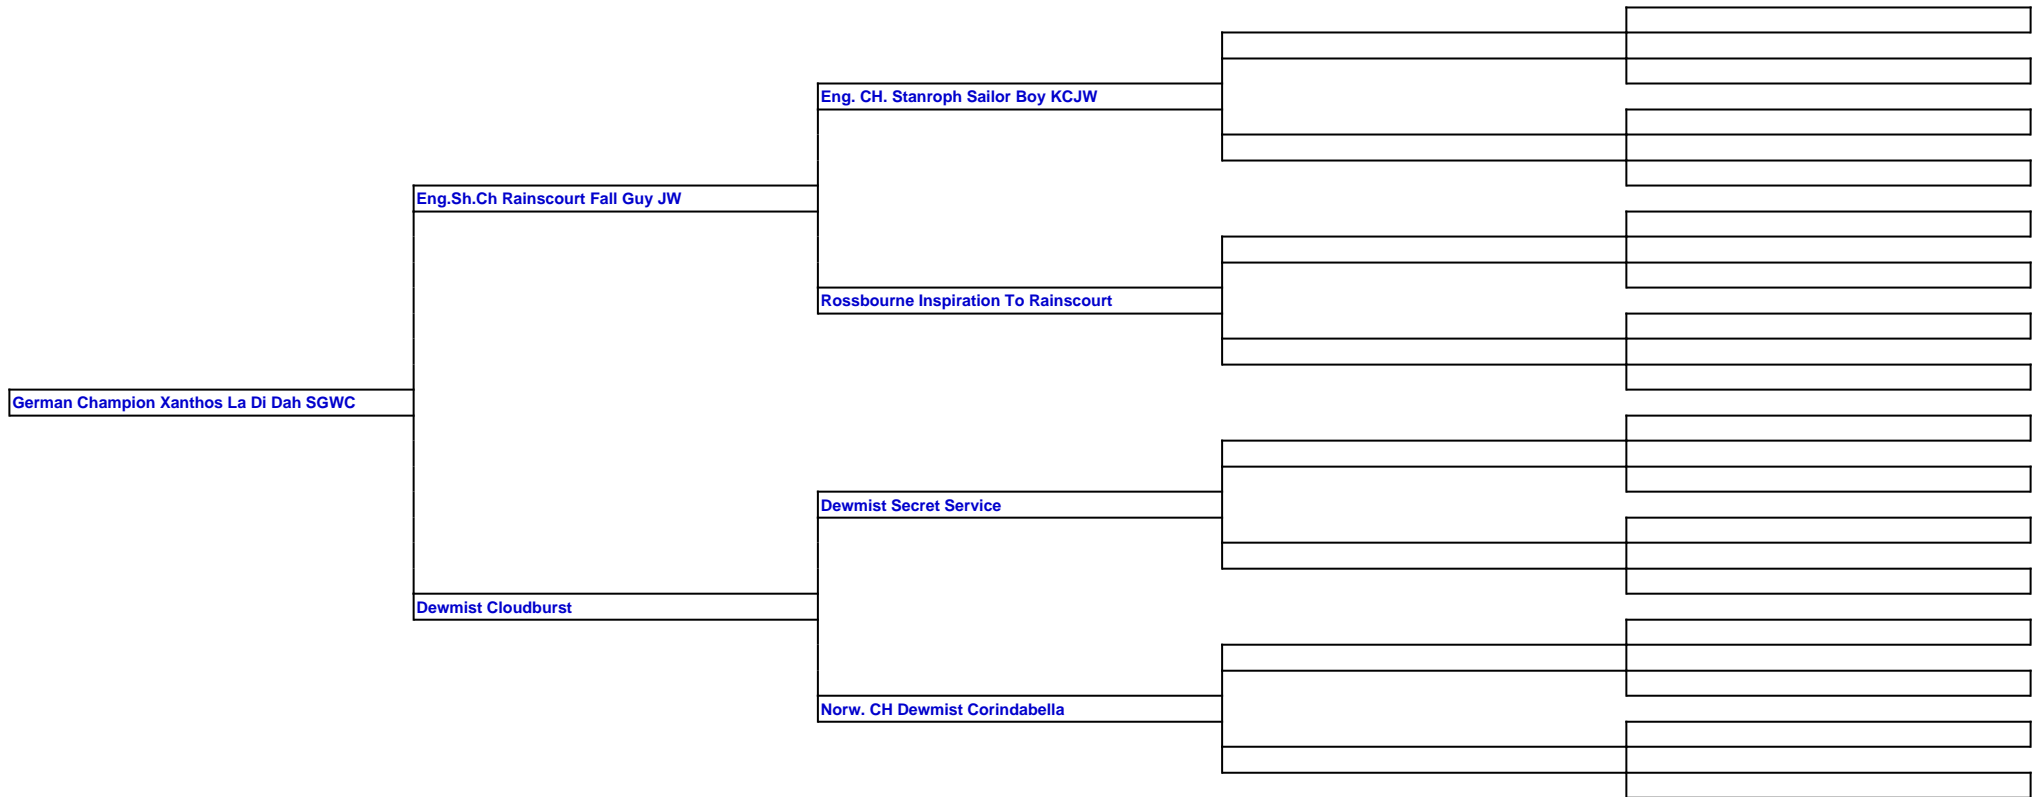 Eng. CH. Stanroph Sailor Boy KCJW
Eng.Sh.Ch Rainscourt Fall Guy JW
Rossbourne Inspiration To Rainscourt
German Champion Xanthos La Di Dah SGWC
Dewmist Secret Service
Dewmist Cloudburst
Norw. CH Dewmist Corindabella